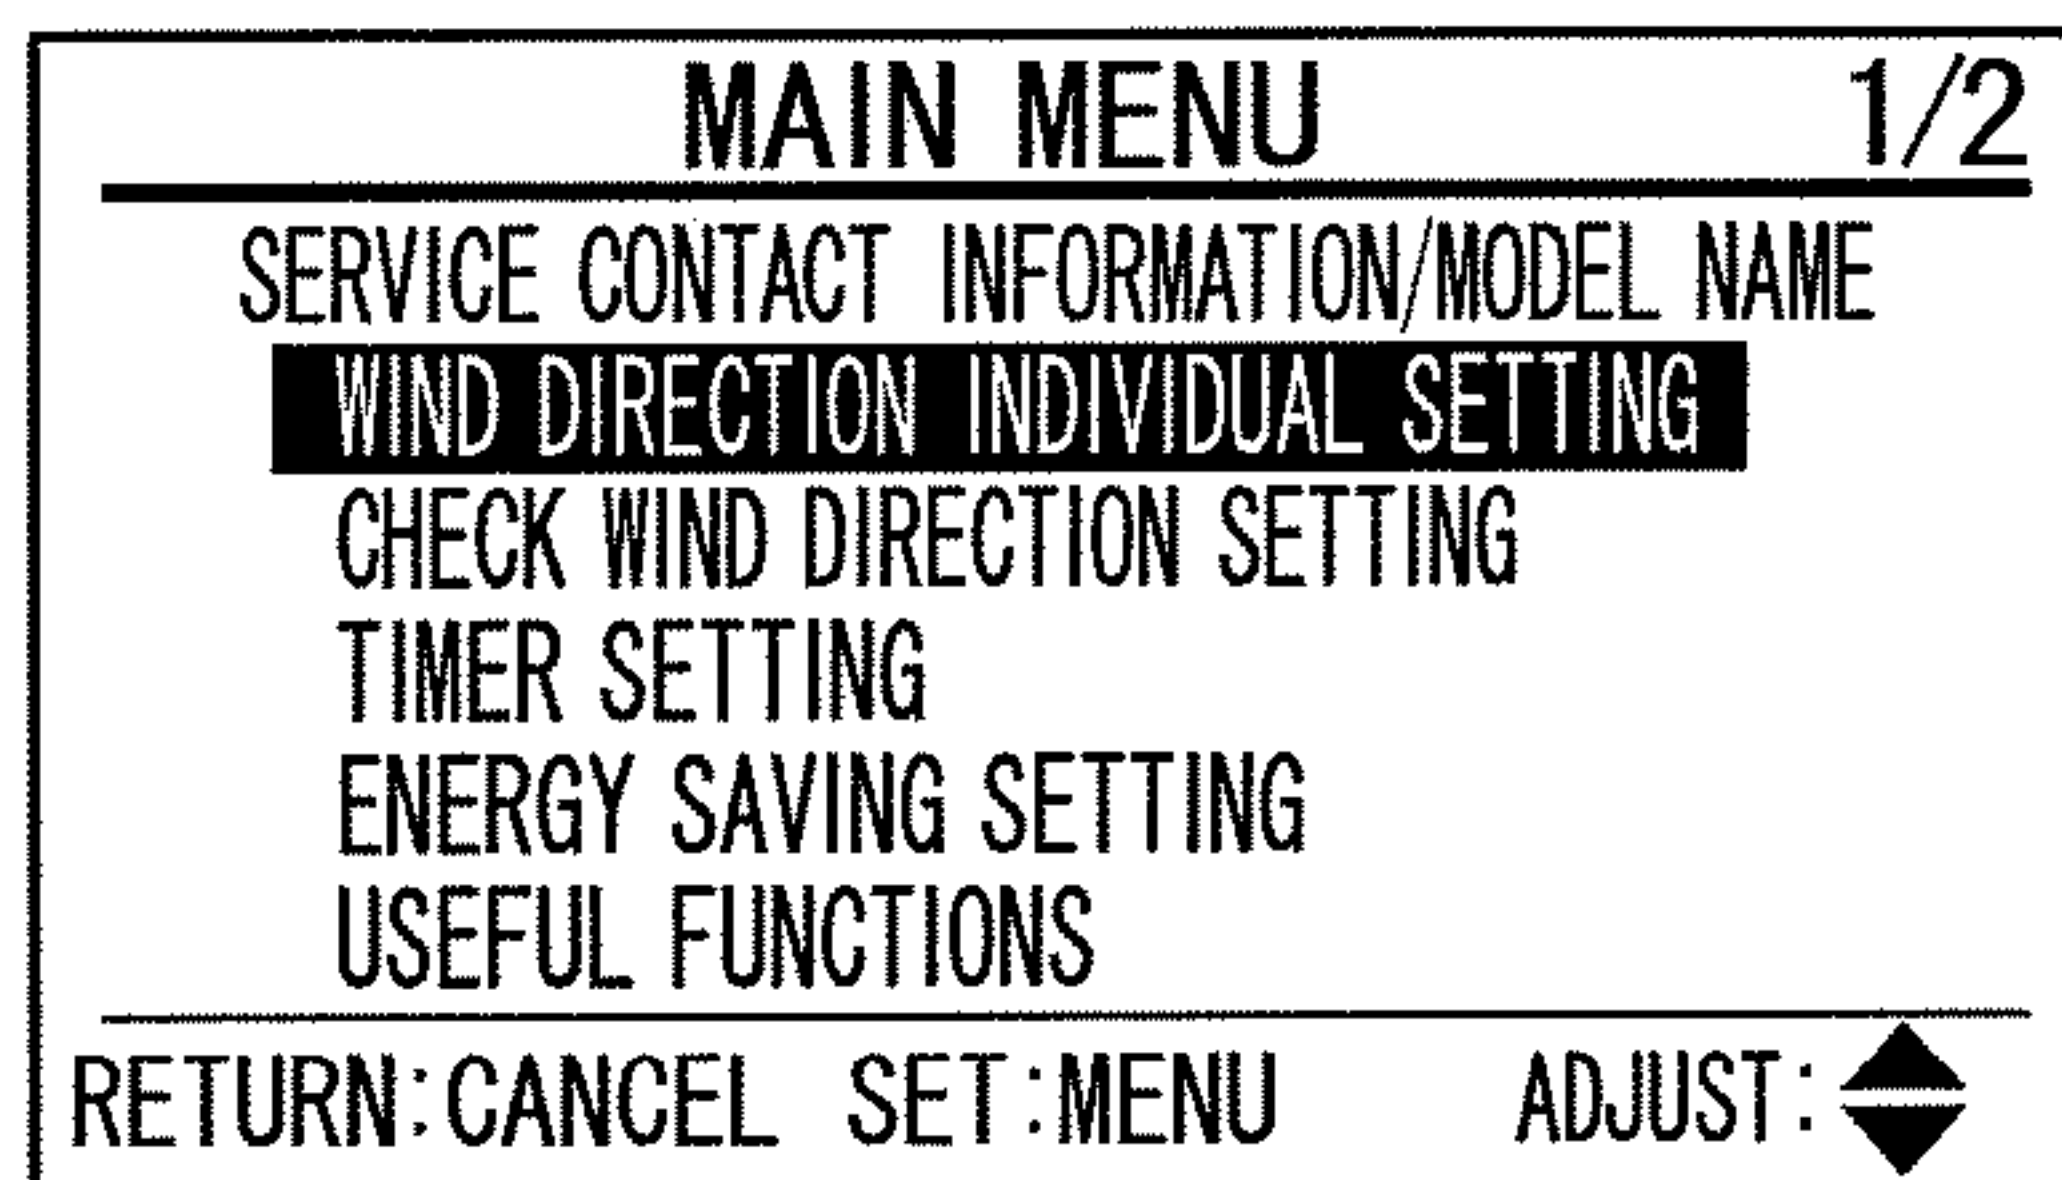 MAIN MENU 1/2
SERVICE CONTACT INFORMATION/MODEL NAME
WIND DIRECTION INDIVIDUAL SETTING
CHECK WIND DIRECTION SETTING
TIMER SETTING
ENERGY SAVING SETTING
USEFUL FUNCTIONS
RETURN:CANCEL SET:MENU ADJUST: